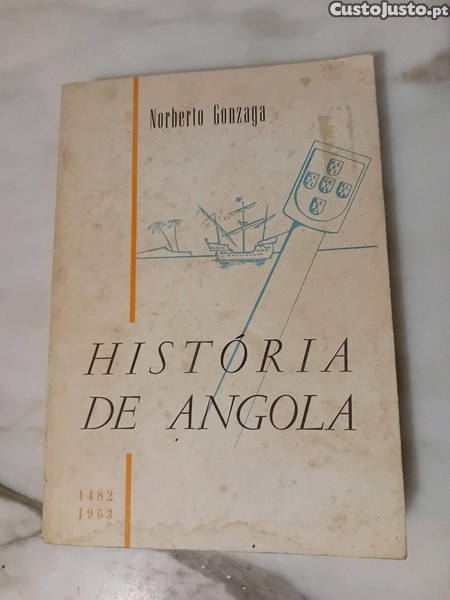 CustoJusto.pt
Norberto Gonzaga
HISTÓRIA
DE ANGOLA
1482
1963